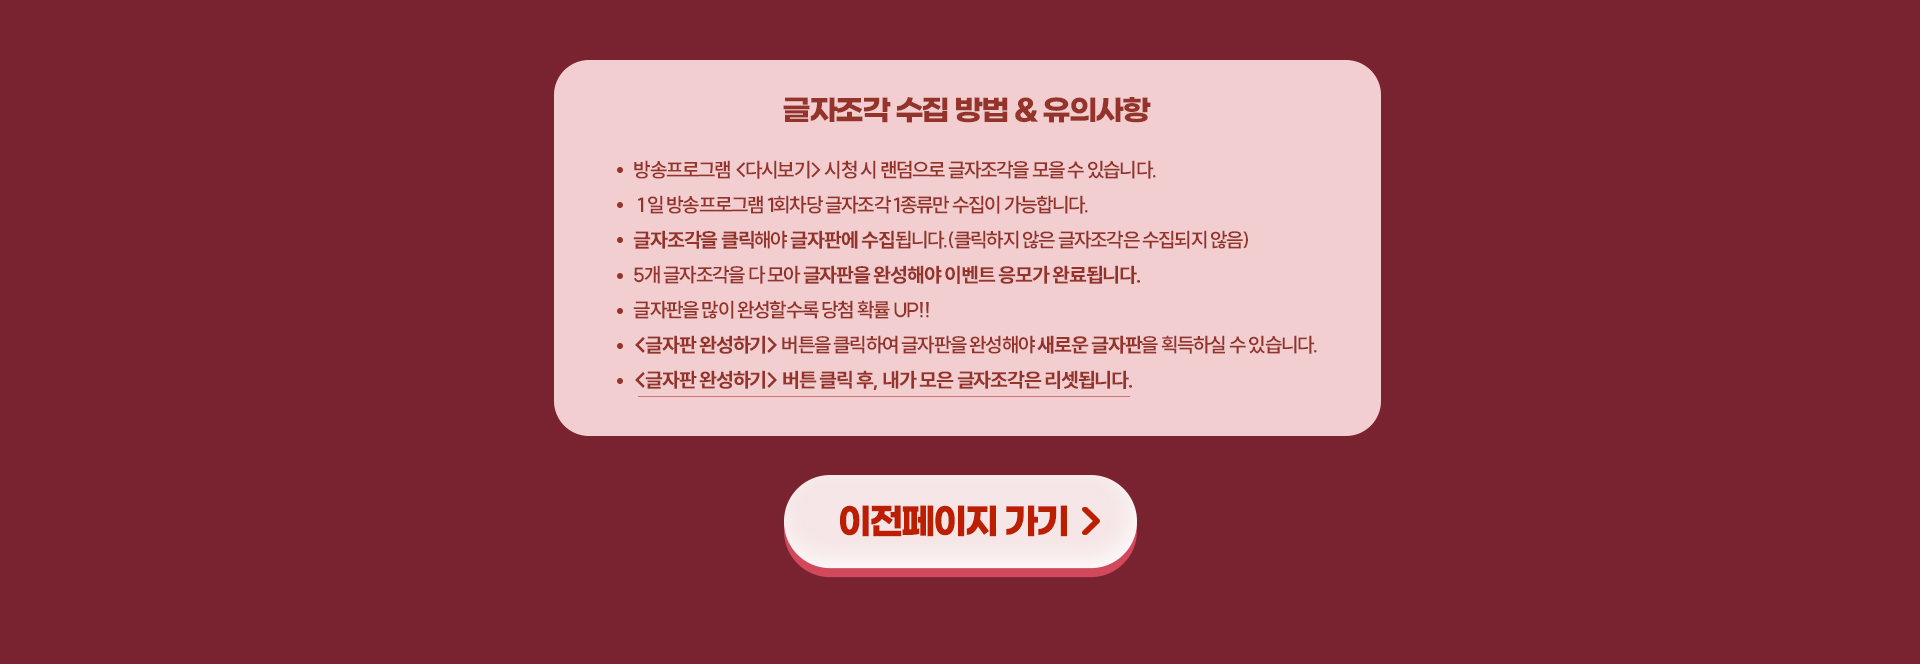 글자조각 수집 방법 & 유의사항
• 방송프로그램 <다시보기> 시청 시 랜덤으로 글자조각을 모을 수 있습니다.
• 1일 방송프로그램 1회차당 글자조각 1종류만 수집이 가능합니다.
• 글자조각을 클릭해야 글자판에 수집됩니다.(클릭하지 않은 글자조각은 수집되지 않음)
• 5개 글자조각을 다 모아 글자판을 완성해야 이벤트 응모가 완료됩니다.
• 글자판을 많이 완성할수록 당첨 확률 UP!!
• <글자판 완성하기> 버튼을 클릭하여 글자판을 완성해야 새로운 글자판을 획득하실 수 있습니다.
• <글자판 완성하기> 버튼 클릭 후, 내가 모은 글자조각은 리셋됩니다.
이전페이지 가기 >